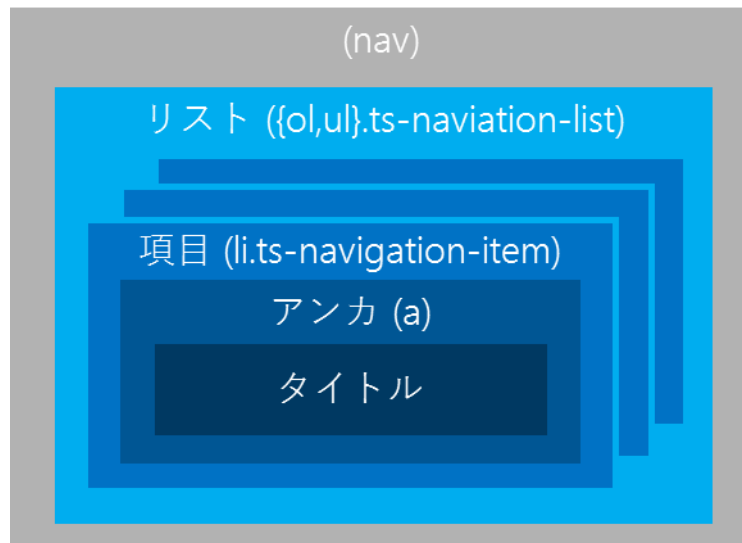 (nav)
リスト ({ol,ul}.ts-naviation-list)
項目 (li.ts-navigation-item)
アンカ (a)
タイトル